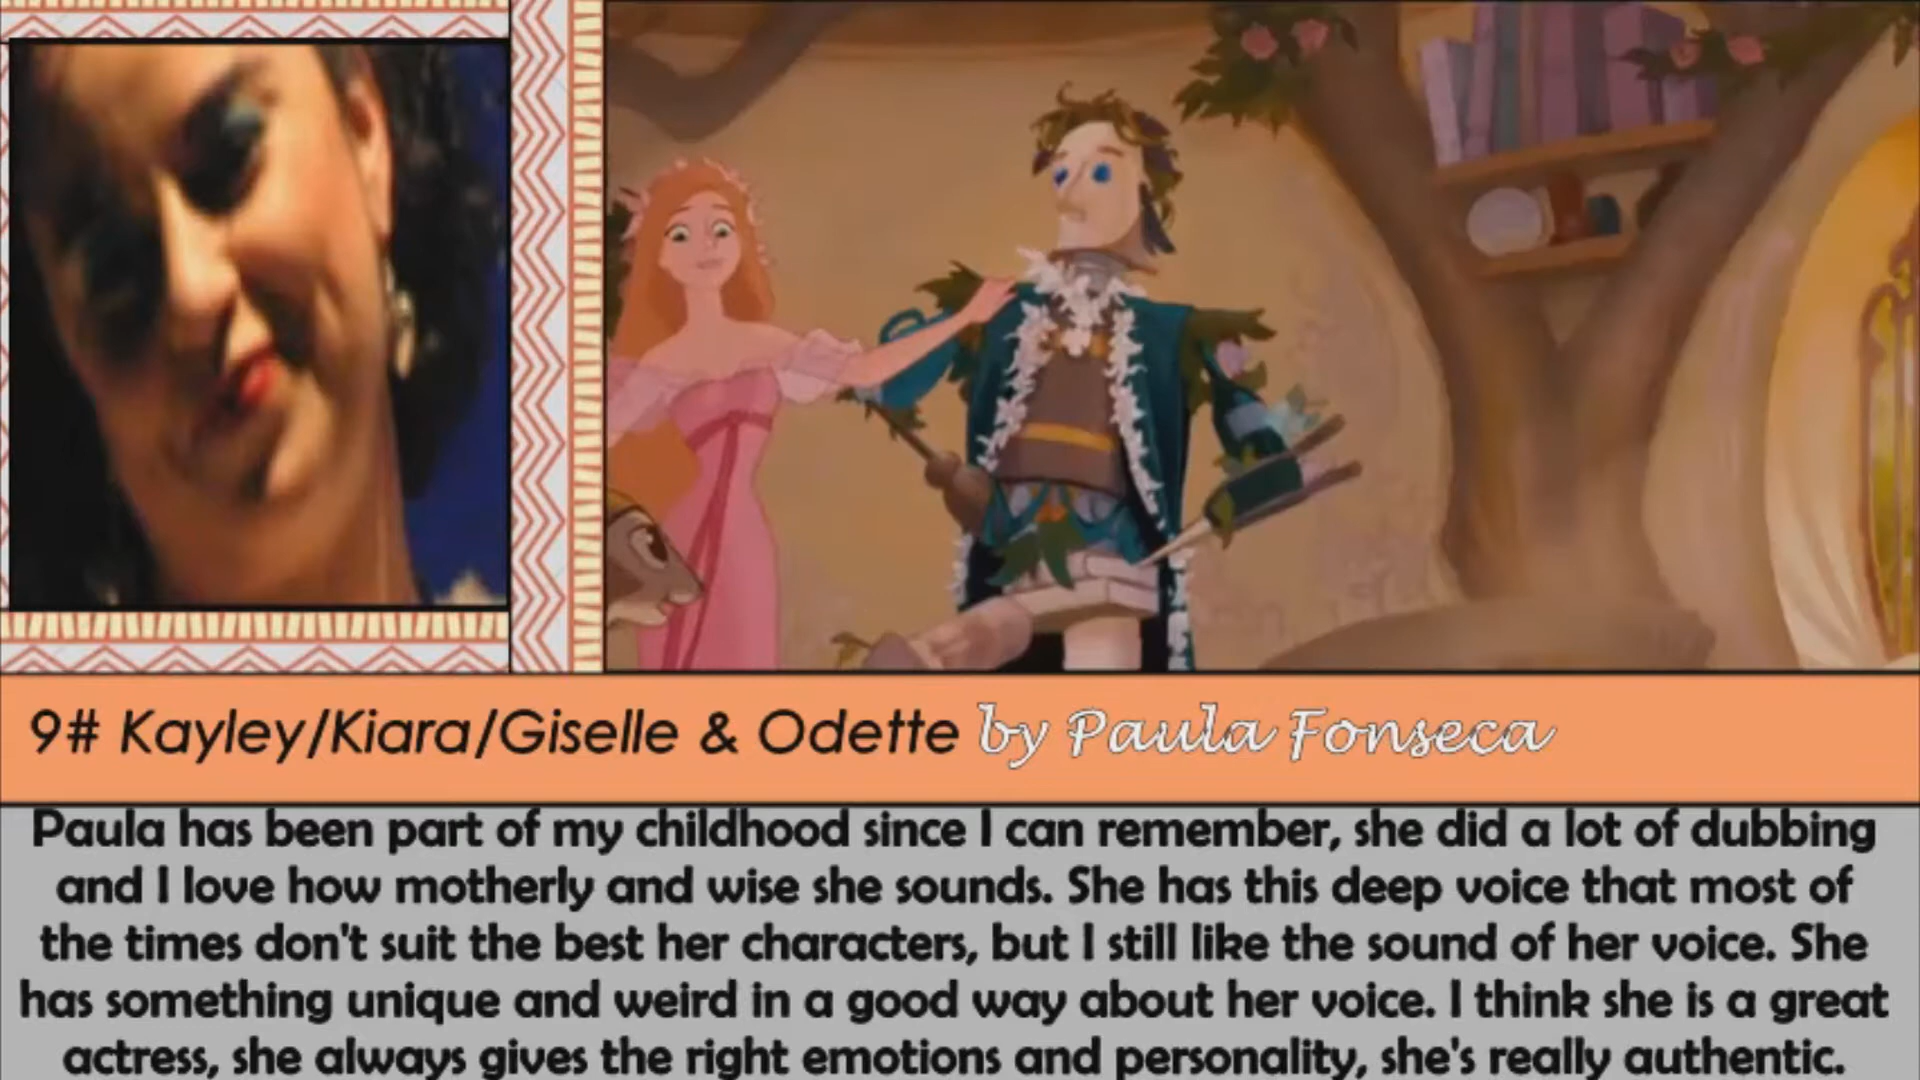 9# Kayley/Kiara/Giselle & Odette by Paula Fonseca
Paula has been part of my childhood since I can remember, she did a lot of dubbing
and I love how motherly and wise she sounds. She has this deep voice that most of
the times don't suit the best her characters, but I still like the sound of her voice. She
has something unique and weird in a good way about her voice. I think she is a great
actress, she always gives the right emotions and personality, she's really authentic.